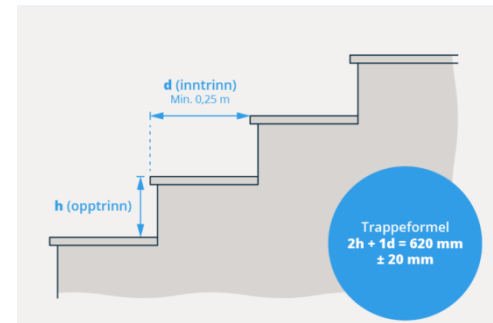 d (inntrinn)
Min. 0,25 m
h (opptrinn)
Trappeformel
2h + 1d = 620 mm
± 20 mm